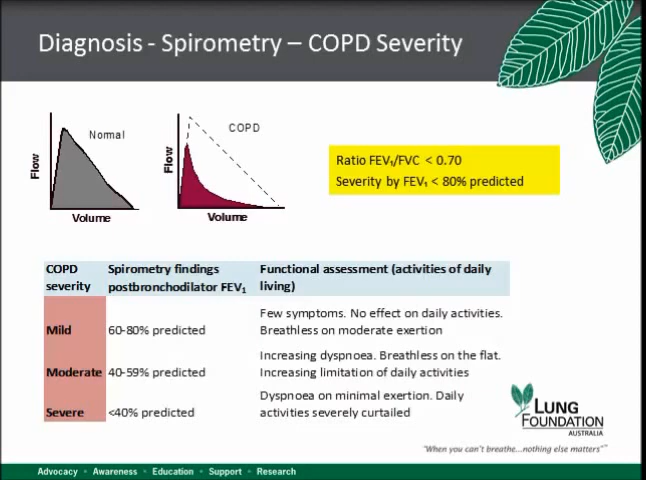 Diagnosis - Spirometry – COPD Severity
Normal
Flow
Volume
COPD
Flow
Volume
Ratio FEV₁/FVC < 0.70
Severity by FEV₁ < 80% predicted
COPD severity
Spirometry findings postbronchodilator FEV₁
Functional assessment (activities of daily living)
Mild
60-80% predicted
Few symptoms. No effect on daily activities.
Breathless on moderate exertion
Moderate
40-59% predicted
Increasing dyspnoea. Breathless on the flat.
Increasing limitation of daily activities
Severe
<40% predicted
Dyspnoea on minimal exertion. Daily
activities severely curtailed
LUNG
FOUNDATION
AUSTRALIA
"When you can't breathe...nothing else matters"™
Advocacy • Awareness • Education • Support • Research